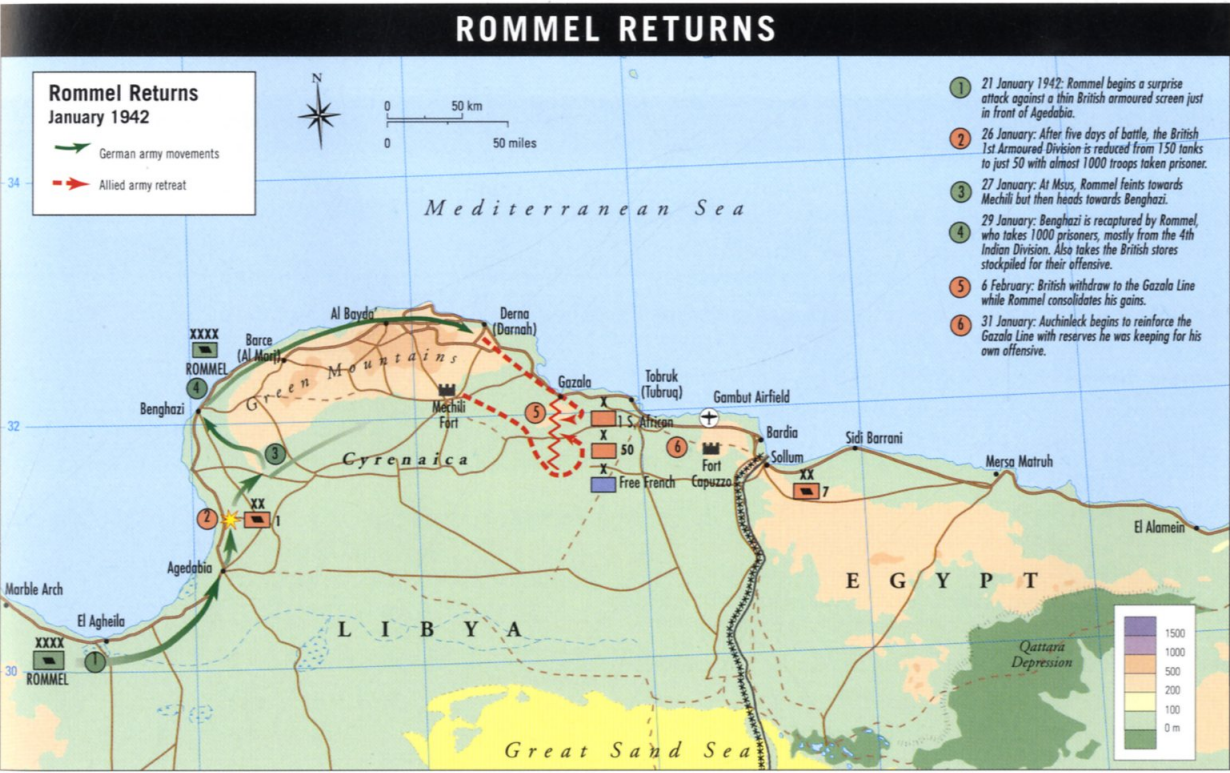 ROMMEL RETURNS
Rommel Returns
January 1942
German army movements
Allied army retreat
N
0 50 km
0 50 miles
1 21 January 1942: Rommel begins a surprise
attack against a thin British armoured screen just
in front of Agedabia.
2 26 January: After five days of battle, the British
1st Armoured Division is reduced from 150 tanks
to just 50 with almost 1000 troops taken prisoner.
3 27 January: At Msus, Rommel feints towards
Mechili but then heads towards Benghazi.
4 29 January: Benghazi is recaptured by Rommel,
who takes 1000 prisoners, mostly from the 4th
Indian Division. Also takes the British stores
stockpiled for their offensive.
5 6 February: British withdraw to the Gazala Line
while Rommel consolidates his gains.
6 31 January: Auchinleck begins to reinforce the
Gazala Line with reserves he was keeping for his
own offensive.
34
Mediterranean Sea
Al Bayda
Derna
(Darnah)
XXXX
ROMMEL
Barce
(Al Marj)
Green Mountains
4
Benghazi
Mechili
Fort
Gazala
Tobruk
(Tubruq)
Gambut Airfield
5
X
1 S. African
X
50
X
Free French
6
Fort
Capuzzo
Bardia
Sollum
Sidi Barrani
Mersa Matruh
El Alamein
XX
7
32
3
Cyrenaica
2
XX
1
Agedabia
Marble Arch
El Agheila
XXXX
ROMMEL
1
30
LIBYA
EGYPT
Qattara
Depression
Great Sand Sea
1500
1000
500
200
100
0 m